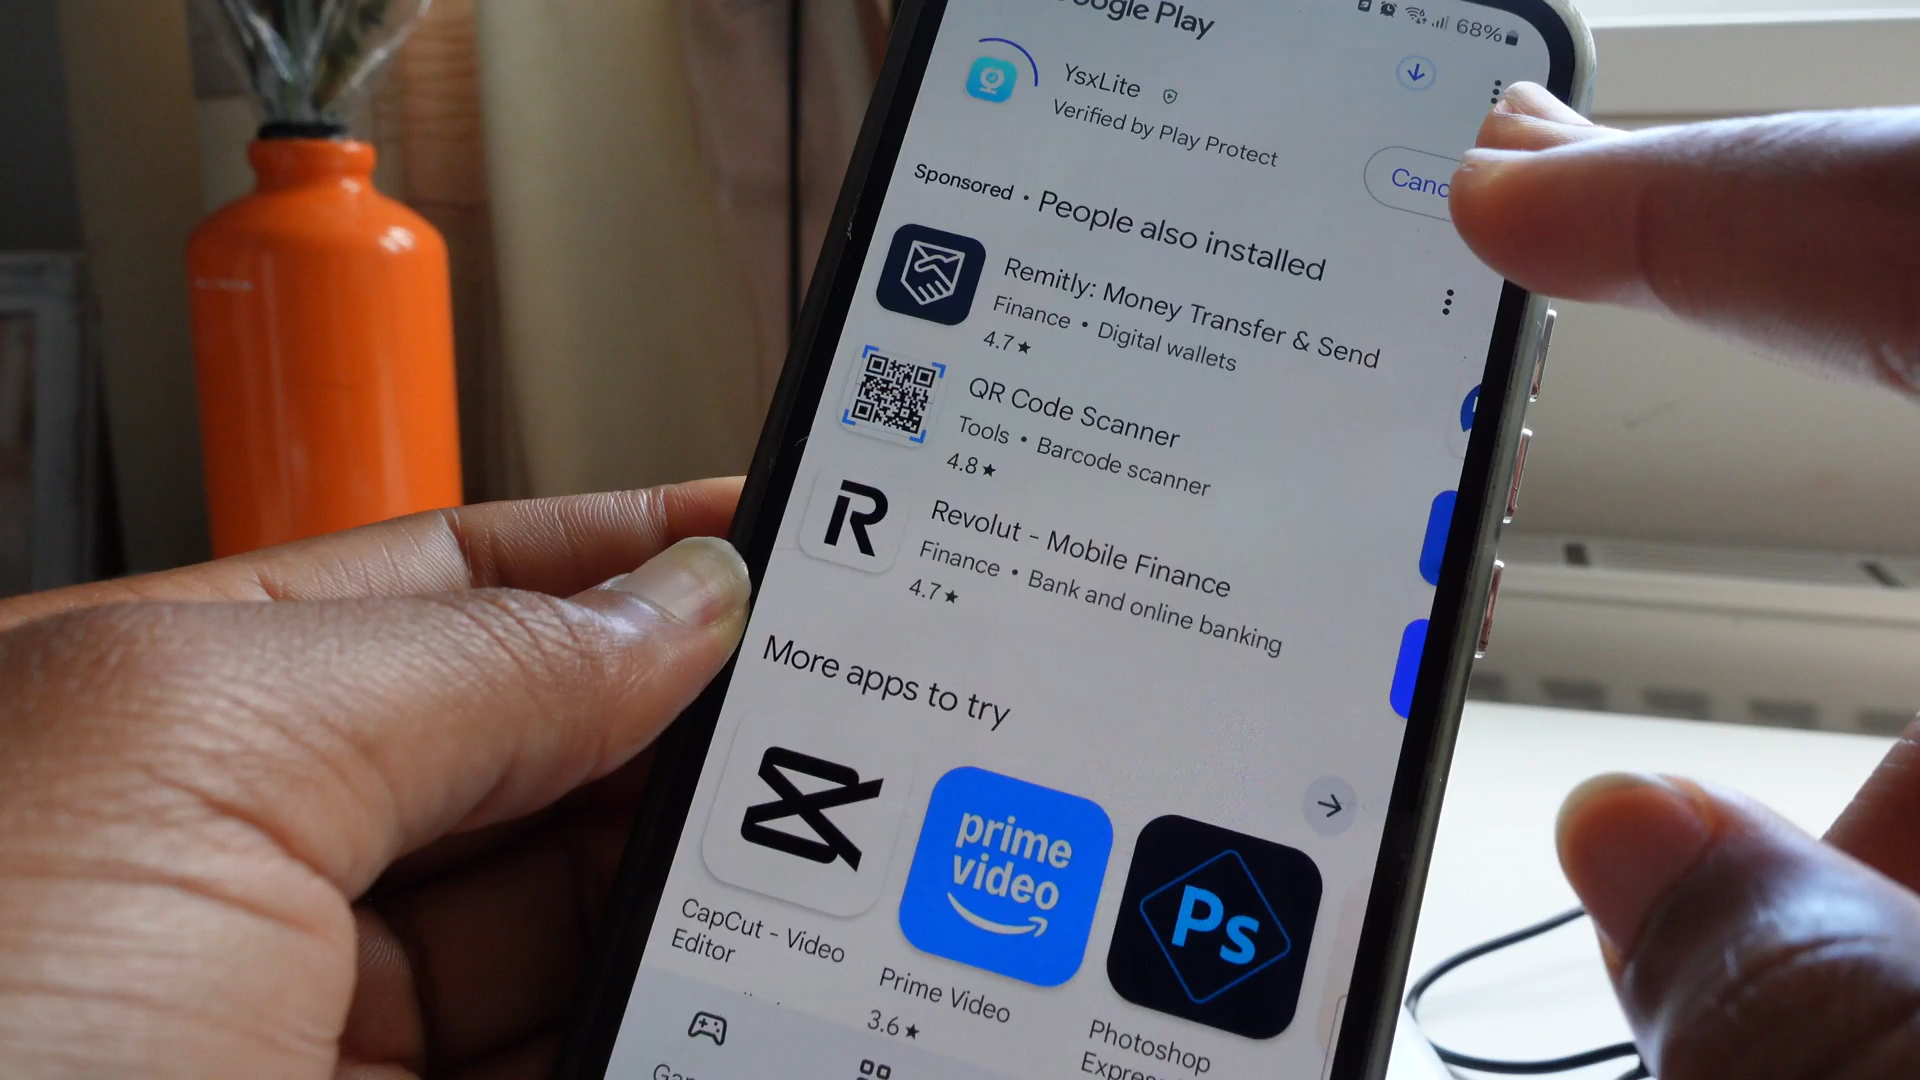 Google Play
68%
YsxLite
Verified by Play Protect
Canc
Sponsored • People also installed
Remitly: Money Transfer & Send
Finance • Digital wallets
4.7★
QR Code Scanner
Tools • Barcode scanner
4.8★
Revolut - Mobile Finance
Finance • Bank and online banking
4.7★
More apps to try
prime
video
Ps
CapCut - Video
Editor
Prime Video
3.6★
Photoshop
Expres